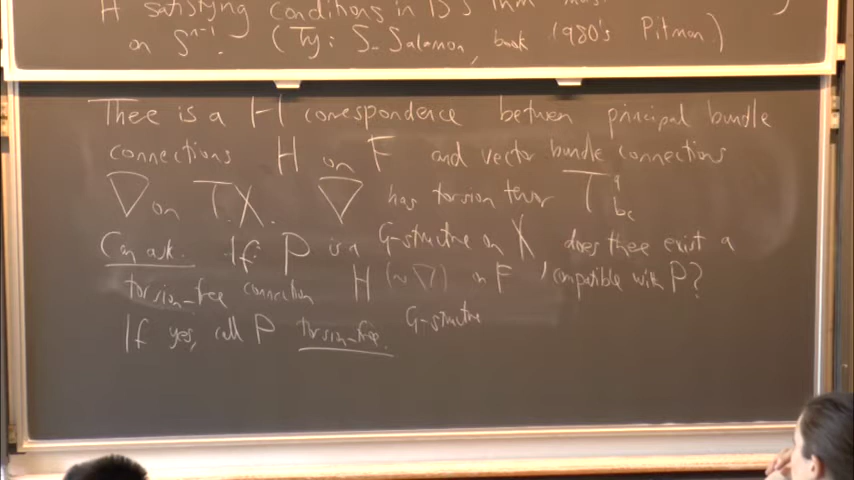 H satisfying conditions in
on Sⁿ⁻¹. (Try: S. Salamon, book 1980's Pitman.)
There is a 1-1 correspondence between principal bundle
connections H on F and vector bundle connections
∇ on TX. ∇ has torsion tensor T^a_bc
Can ask. If P is a G-structure on X does there exist a
torsion-free connection H (~ ∇) on F, compatible with P?
If yes, call P torsion-free G-structure